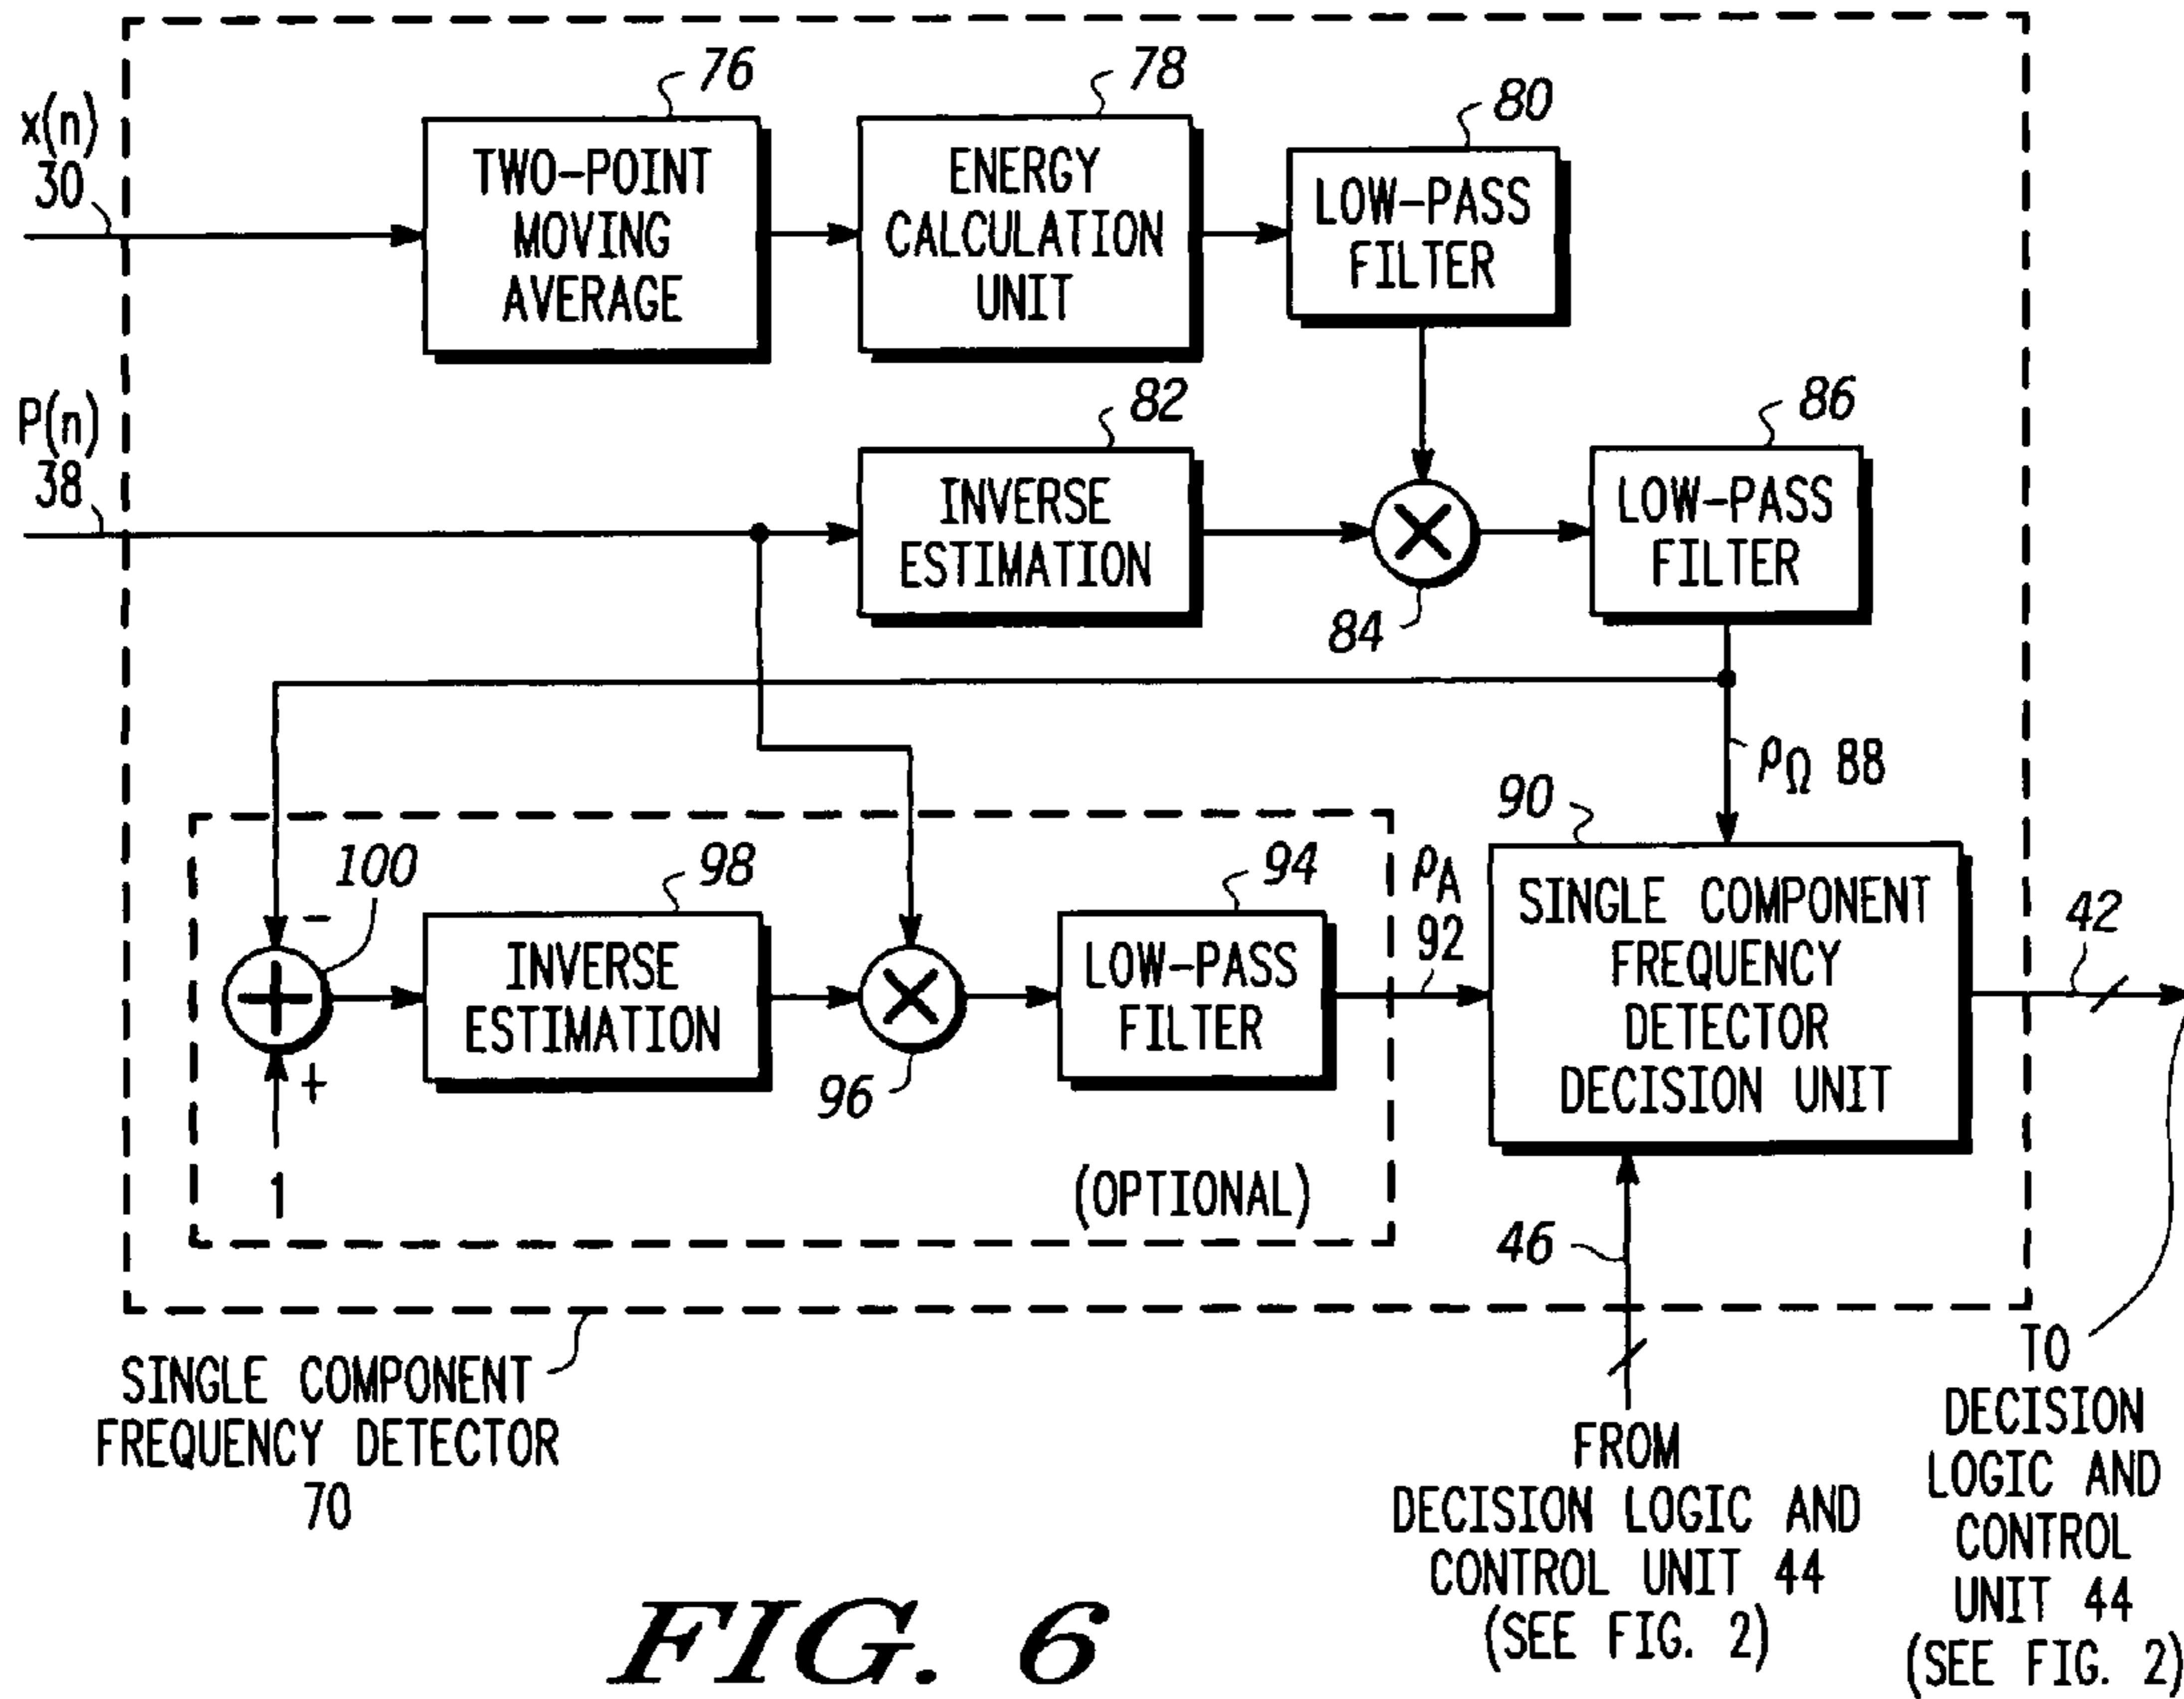 x(n)
30
76
TWO-POINT
MOVING
AVERAGE
78
ENERGY
CALCULATION
UNIT
80
LOW-PASS
FILTER
P(n)
38
82
INVERSE
ESTIMATION
84
86
LOW-PASS
FILTER
ρΩ 88
100
−
+
1
98
INVERSE
ESTIMATION
96
94
LOW-PASS
FILTER
(OPTIONAL)
ρA
92
90
SINGLE COMPONENT
FREQUENCY
DETECTOR
DECISION UNIT
42
46
SINGLE COMPONENT
FREQUENCY DETECTOR
70
FROM
DECISION LOGIC AND
CONTROL UNIT 44
(SEE FIG. 2)
TO
DECISION
LOGIC AND
CONTROL
UNIT 44
(SEE FIG. 2)
FIG. 6